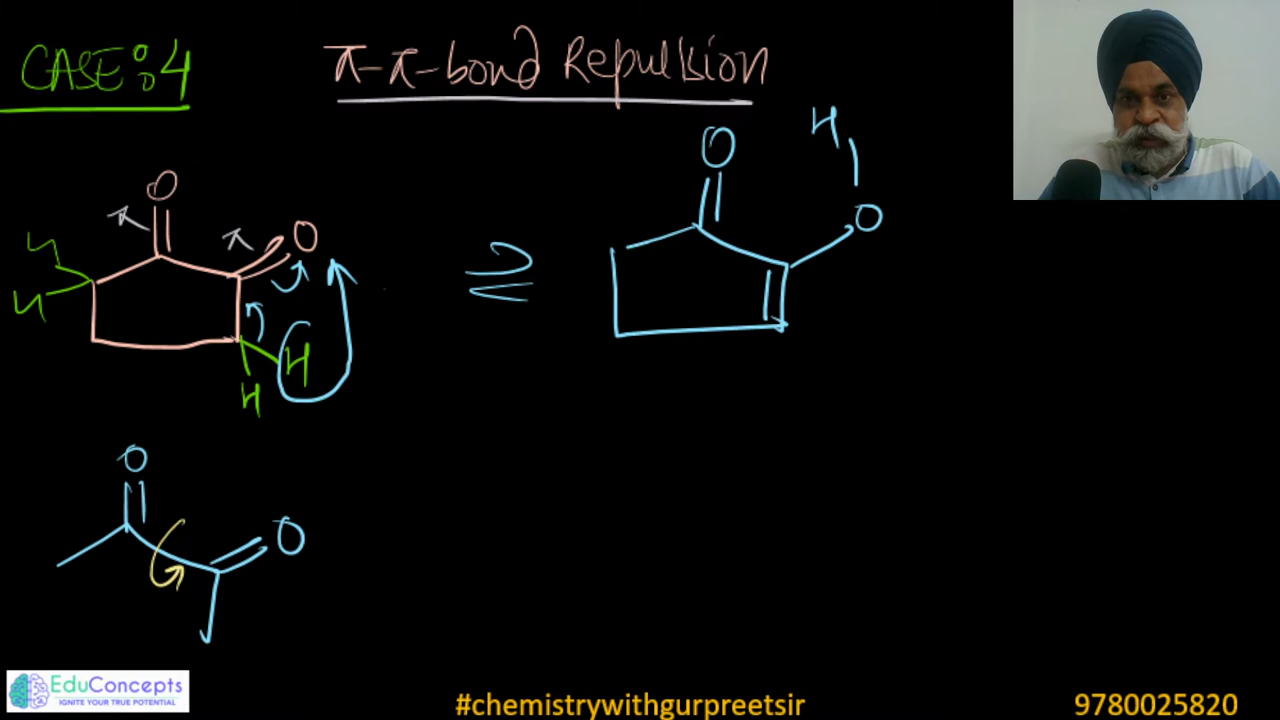 CASE: 4
π-π-bond Repulsion
O
π
π
O
H
H
H
H
O
H
O
O
O
EduConcepts
IGNITE YOUR TRUE POTENTIAL
#chemistrywithgurpreetsir
9780025820